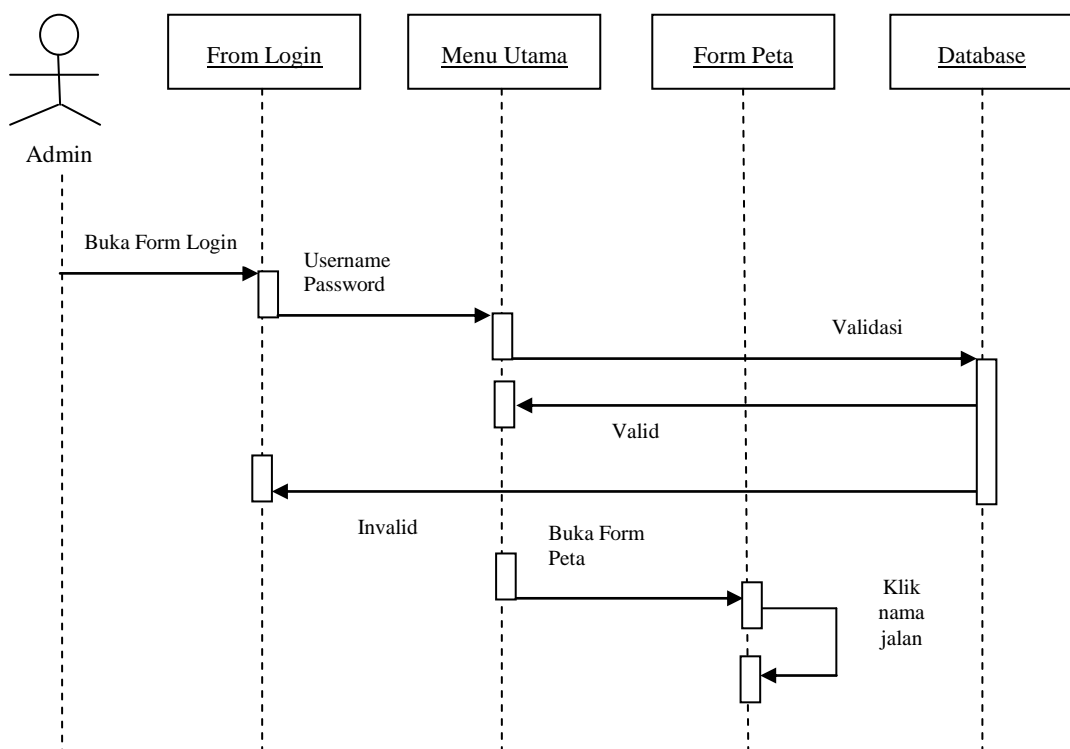 From Login
Menu Utama
Form Peta
Database
Admin
Buka Form Login
Username
Password
Validasi
Valid
Invalid
Buka Form
Peta
Klik
nama
jalan